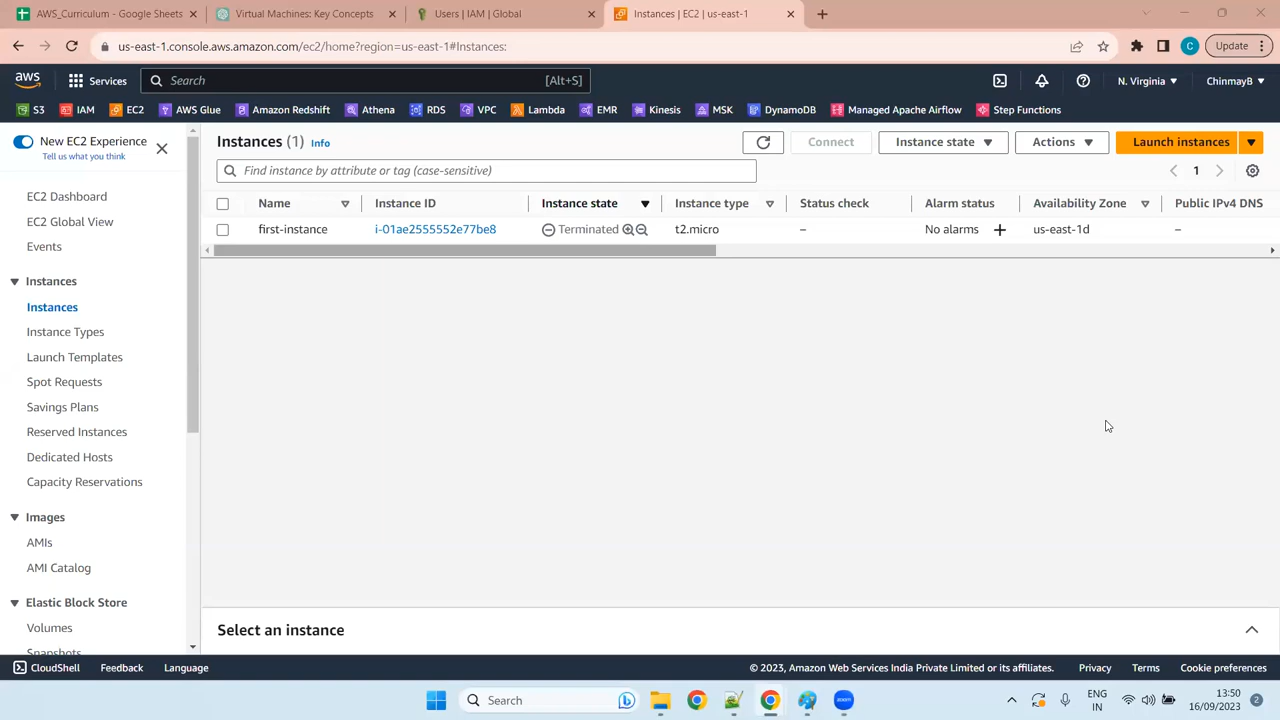 AWS_Curriculum - Google Sheets
Virtual Machines: Key Concepts
Users | IAM | Global
Instances | EC2 | us-east-1
us-east-1.console.aws.amazon.com/ec2/home?region=us-east-1#Instances:
C
Update
aws
Services
Search
[Alt+S]
N. Virginia
ChinmayB
S3
IAM
EC2
AWS Glue
Amazon Redshift
Athena
RDS
VPC
Lambda
EMR
Kinesis
MSK
DynamoDB
Managed Apache Airflow
Step Functions
New EC2 Experience
Tell us what you think
EC2 Dashboard
EC2 Global View
Events
Instances
Instances
Instance Types
Launch Templates
Spot Requests
Savings Plans
Reserved Instances
Dedicated Hosts
Capacity Reservations
Images
AMIs
AMI Catalog
Elastic Block Store
Volumes
Snapshots
Instances (1) Info
Connect
Instance state
Actions
Launch instances
Find instance by attribute or tag (case-sensitive)
1
Name Instance ID Instance state Instance type Status check Alarm status Availability Zone Public IPv4 DNS
first-instance i-01ae2555552e77be8 Terminated t2.micro – No alarms + us-east-1d –
Select an instance
CloudShell
Feedback
Language
© 2023, Amazon Web Services India Private Limited or its affiliates.
Privacy
Terms
Cookie preferences
Search
zoom
ENG
IN
13:50
16/09/2023
2